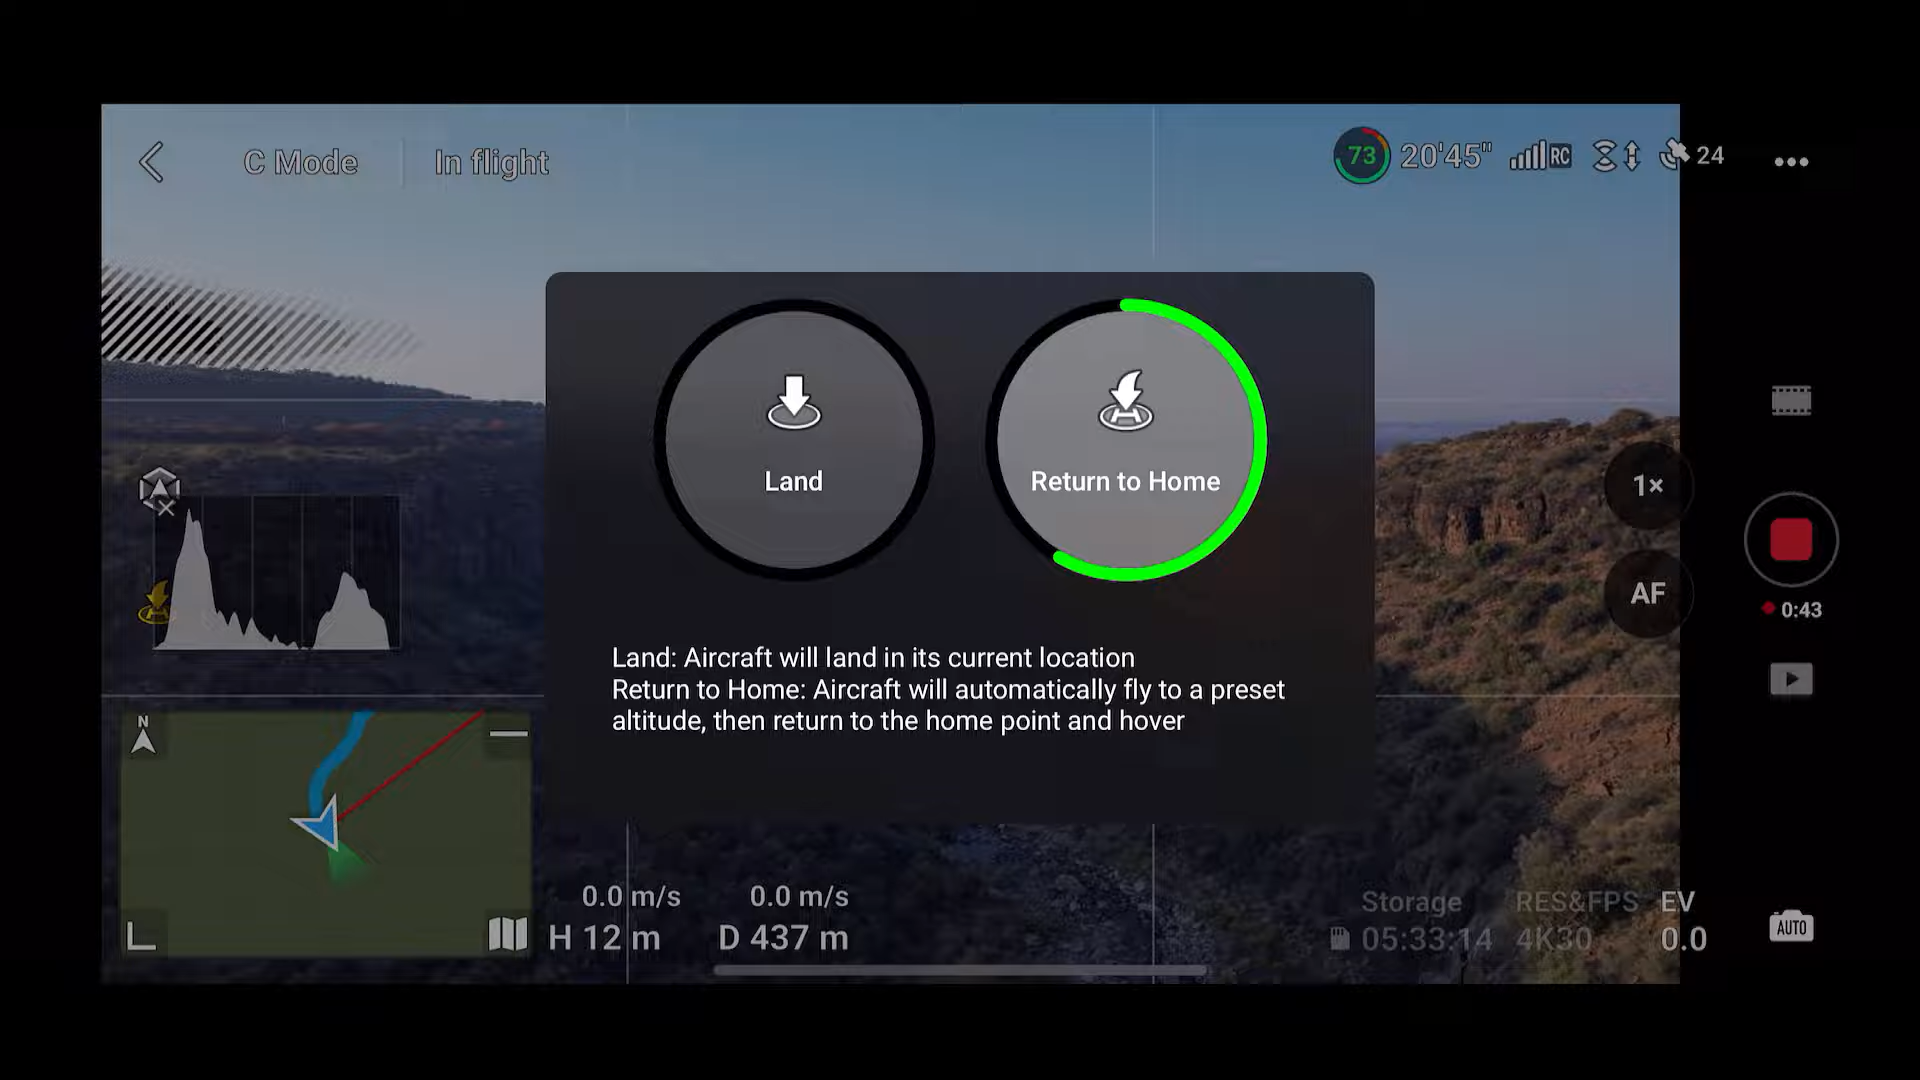 C Mode
In flight
73
20'45"
RC
24
Land
Return to Home
1×
AF
0:43
Land: Aircraft will land in its current location
Return to Home: Aircraft will automatically fly to a preset
altitude, then return to the home point and hover
N
0.0 m/s
0.0 m/s
H 12 m
D 437 m
Storage
RES&FPS
EV
05:33:14
4K30
0.0
AUTO